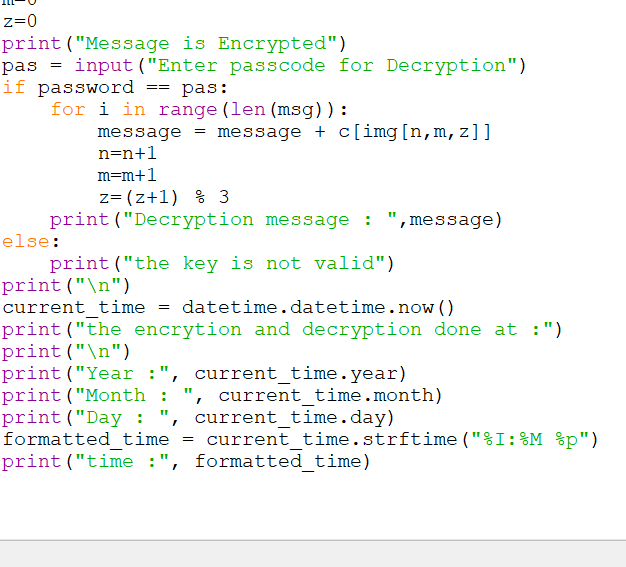 m=0
z=0
print("Message is Encrypted")
pas = input("Enter passcode for Decryption")
if password == pas:
    for i in range(len(msg)):
        message = message + c[img[n,m,z]]
        n=n+1
        m=m+1
        z=(z+1) % 3
    print("Decryption message : ",message)
else:
    print("the key is not valid")
print("\n")
current_time = datetime.datetime.now()
print("the encrytion and decryption done at :")
print("\n")
print("Year :", current_time.year)
print("Month : ", current_time.month)
print("Day : ", current_time.day)
formatted_time = current_time.strftime("%I:%M %p")
print("time :", formatted_time)